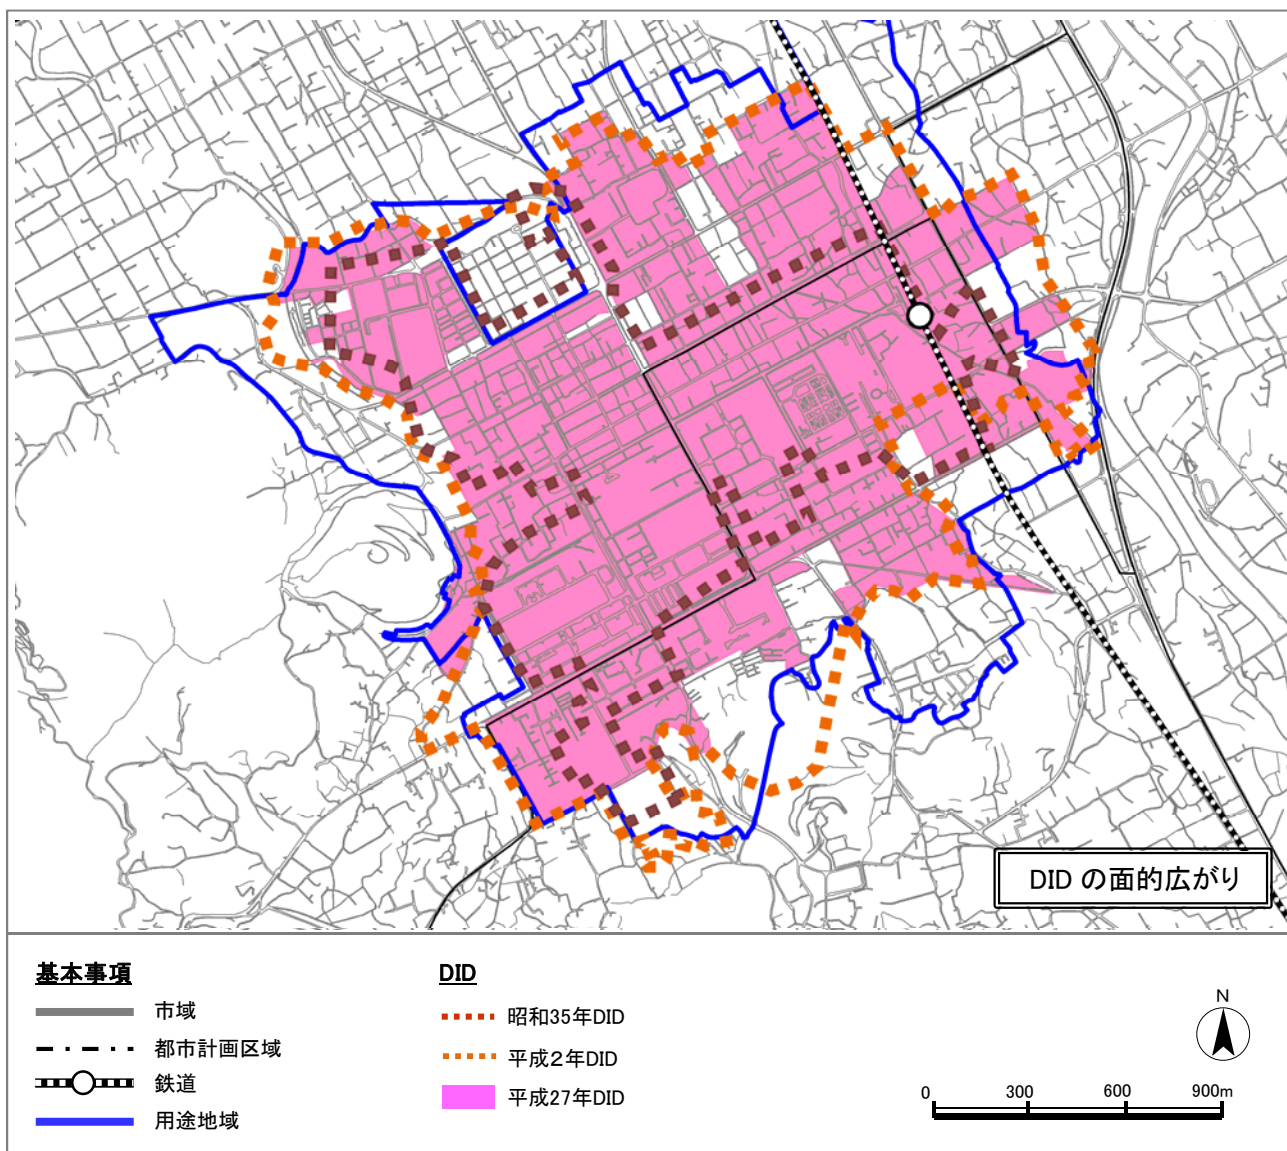 DID の面的広がり
基本事項
市域
都市計画区域
鉄道
用途地域
DID
昭和35年DID
平成2年DID
平成27年DID
N
0 300 600 900m